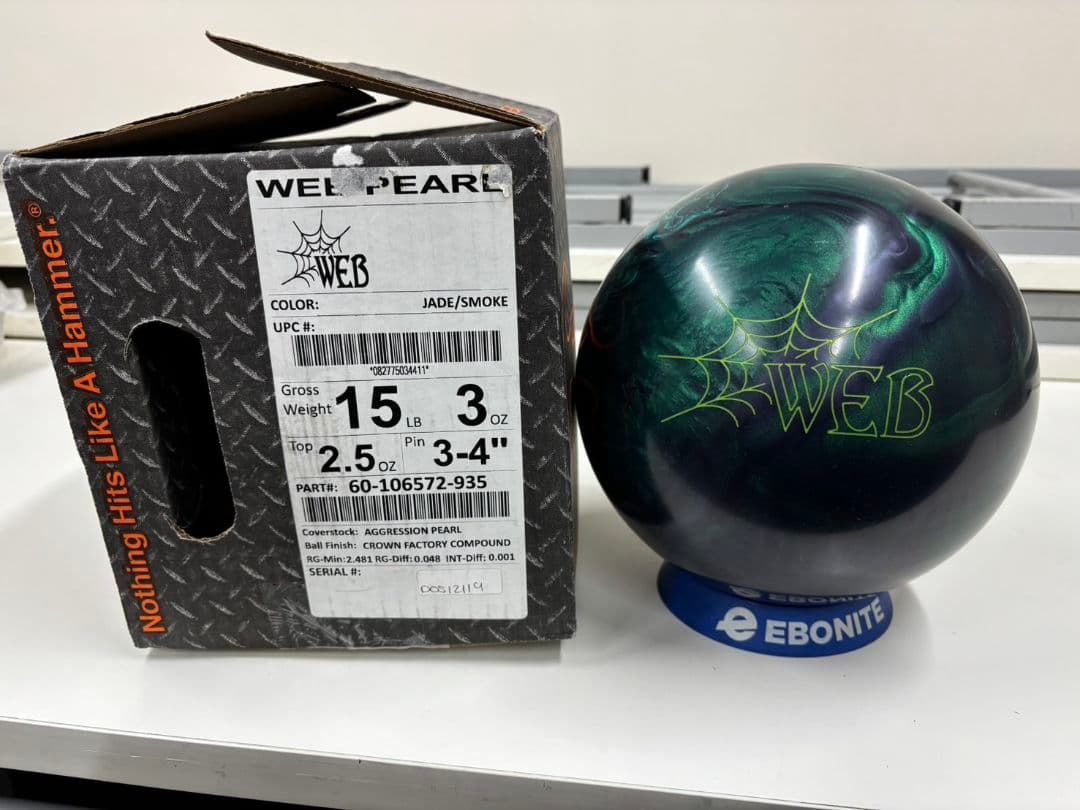 Nothing Hits Like A Hammer.®
WEB PEARL
WEB
COLOR: JADE/SMOKE
UPC #:
*082775034411*
Gross Weight 15 LB 3 OZ
Top 2.5 OZ Pin 3-4"
PART#: 60-106572-935
Coverstock: AGGRESSION PEARL
Ball Finish: CROWN FACTORY COMPOUND
RG-Min:2.481 RG-Diff:0.048 INT-Diff: 0.001
SERIAL #:
WEB
EBONITE
e EBONITE